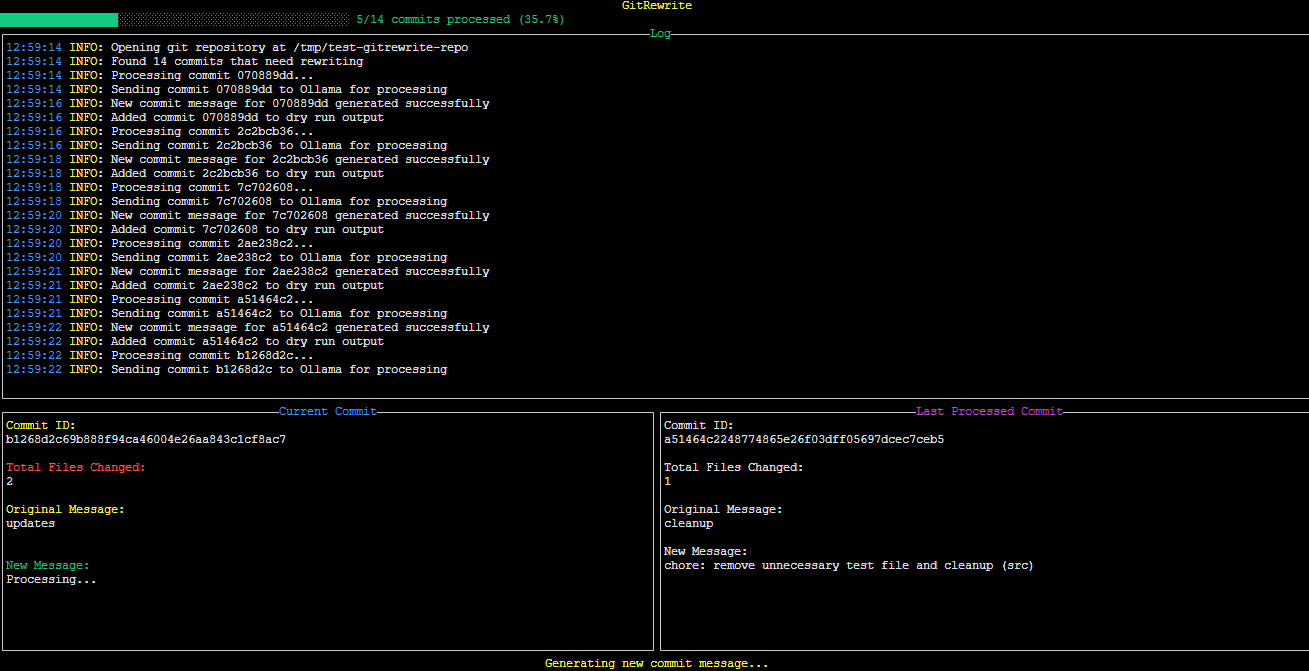 GitRewrite
5/14 commits processed (35.7%)
Log
12:59:14 INFO: Opening git repository at /tmp/test-gitrewrite-repo
12:59:14 INFO: Found 14 commits that need rewriting
12:59:14 INFO: Processing commit 070889dd...
12:59:14 INFO: Sending commit 070889dd to Ollama for processing
12:59:16 INFO: New commit message for 070889dd generated successfully
12:59:16 INFO: Added commit 070889dd to dry run output
12:59:16 INFO: Processing commit 2c2bcb36...
12:59:16 INFO: Sending commit 2c2bcb36 to Ollama for processing
12:59:18 INFO: New commit message for 2c2bcb36 generated successfully
12:59:18 INFO: Added commit 2c2bcb36 to dry run output
12:59:18 INFO: Processing commit 7c702608...
12:59:18 INFO: Sending commit 7c702608 to Ollama for processing
12:59:20 INFO: New commit message for 7c702608 generated successfully
12:59:20 INFO: Added commit 7c702608 to dry run output
12:59:20 INFO: Processing commit 2ae238c2...
12:59:20 INFO: Sending commit 2ae238c2 to Ollama for processing
12:59:21 INFO: New commit message for 2ae238c2 generated successfully
12:59:21 INFO: Added commit 2ae238c2 to dry run output
12:59:21 INFO: Processing commit a51464c2...
12:59:21 INFO: Sending commit a51464c2 to Ollama for processing
12:59:22 INFO: New commit message for a51464c2 generated successfully
12:59:22 INFO: Added commit a51464c2 to dry run output
12:59:22 INFO: Processing commit b1268d2c...
12:59:22 INFO: Sending commit b1268d2c to Ollama for processing
Current Commit
Commit ID:
b1268d2c69b888f94ca46004e26aa843c1cf8ac7
Total Files Changed:
2
Original Message:
updates
New Message:
Processing...
Last Processed Commit
Commit ID:
a51464c2248774865e26f03dff05697dcec7ceb5
Total Files Changed:
1
Original Message:
cleanup
New Message:
chore: remove unnecessary test file and cleanup (src)
Generating new commit message...